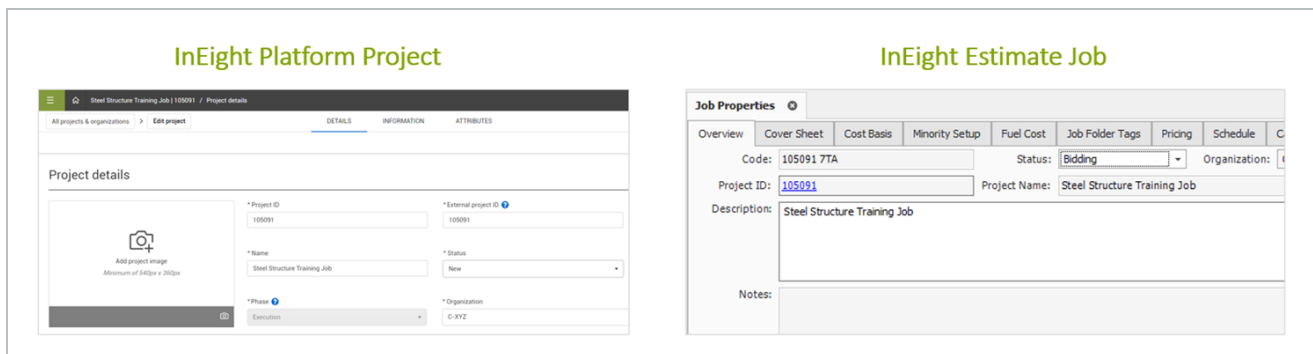 InEight Platform Project
Steel Structure Training Job | 105091 / Project details
All projects & organizations > Edit project DETAILS INFORMATION ATTRIBUTES
Project details
Add project image
Minimum of 540px x 360px
* Project ID
105091
* External project ID
105091
* Name
Steel Structure Training Job
* Status
New
* Phase
Execution
* Organization
C-XYZ
InEight Estimate Job
Job Properties
Overview Cover Sheet Cost Basis Minority Setup Fuel Cost Job Folder Tags Pricing Schedule
Code: 105091 7TA Status: Bidding Organization:
Project ID: 105091 Project Name: Steel Structure Training Job
Description: Steel Structure Training Job
Notes: